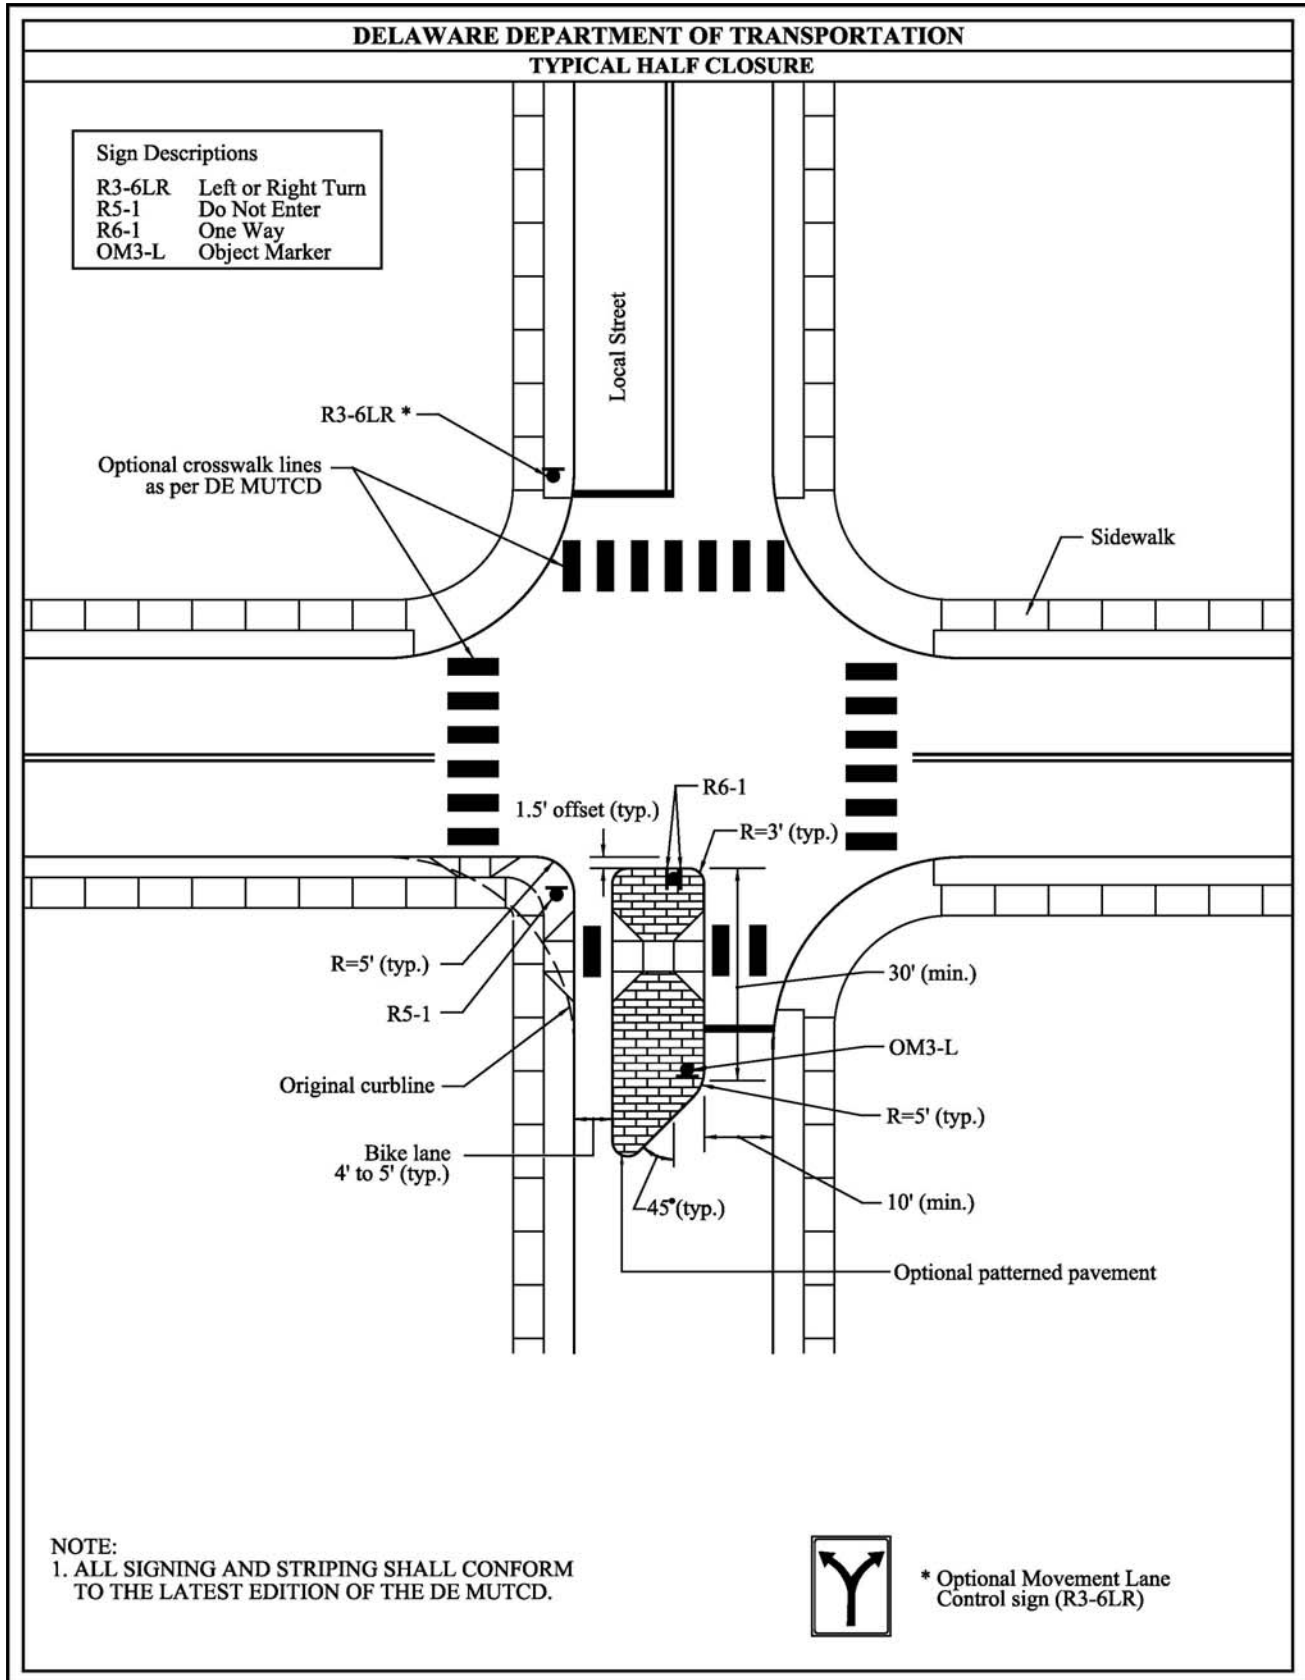 DELAWARE DEPARTMENT OF TRANSPORTATION
TYPICAL HALF CLOSURE
Sign Descriptions
R3-6LR Left or Right Turn
R5-1 Do Not Enter
R6-1 One Way
OM3-L Object Marker
Local Street
R3-6LR *
Optional crosswalk lines
as per DE MUTCD
Sidewalk
R6-1
1.5' offset (typ.)
R=3' (typ.)
R=5' (typ.)
30' (min.)
R5-1
OM3-L
Original curbline
R=5' (typ.)
Bike lane
4' to 5' (typ.)
45° (typ.)
10' (min.)
Optional patterned pavement
NOTE:
1. ALL SIGNING AND STRIPING SHALL CONFORM
TO THE LATEST EDITION OF THE DE MUTCD.
* Optional Movement Lane
Control sign (R3-6LR)